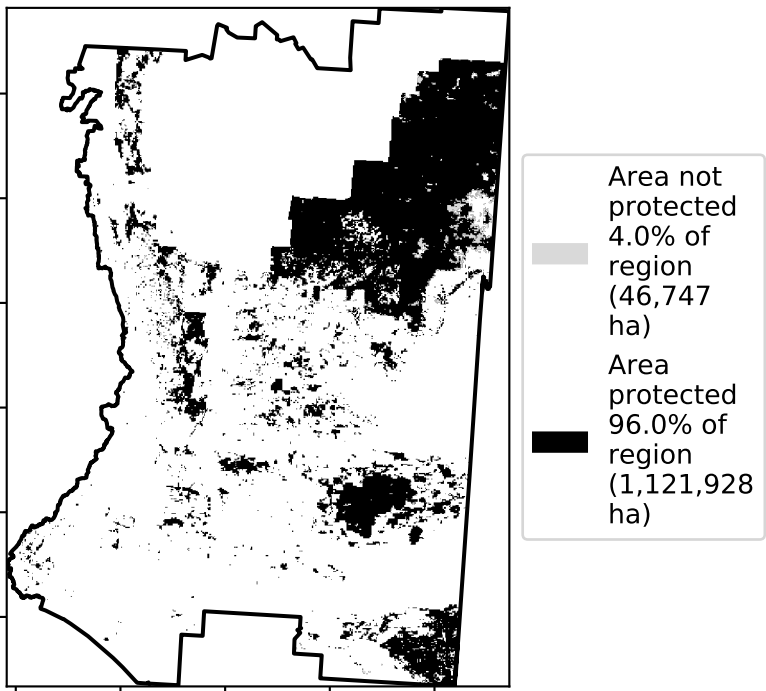 Area not
protected
4.0% of
region
(46,747
ha)
Area
protected
96.0% of
region
(1,121,928
ha)